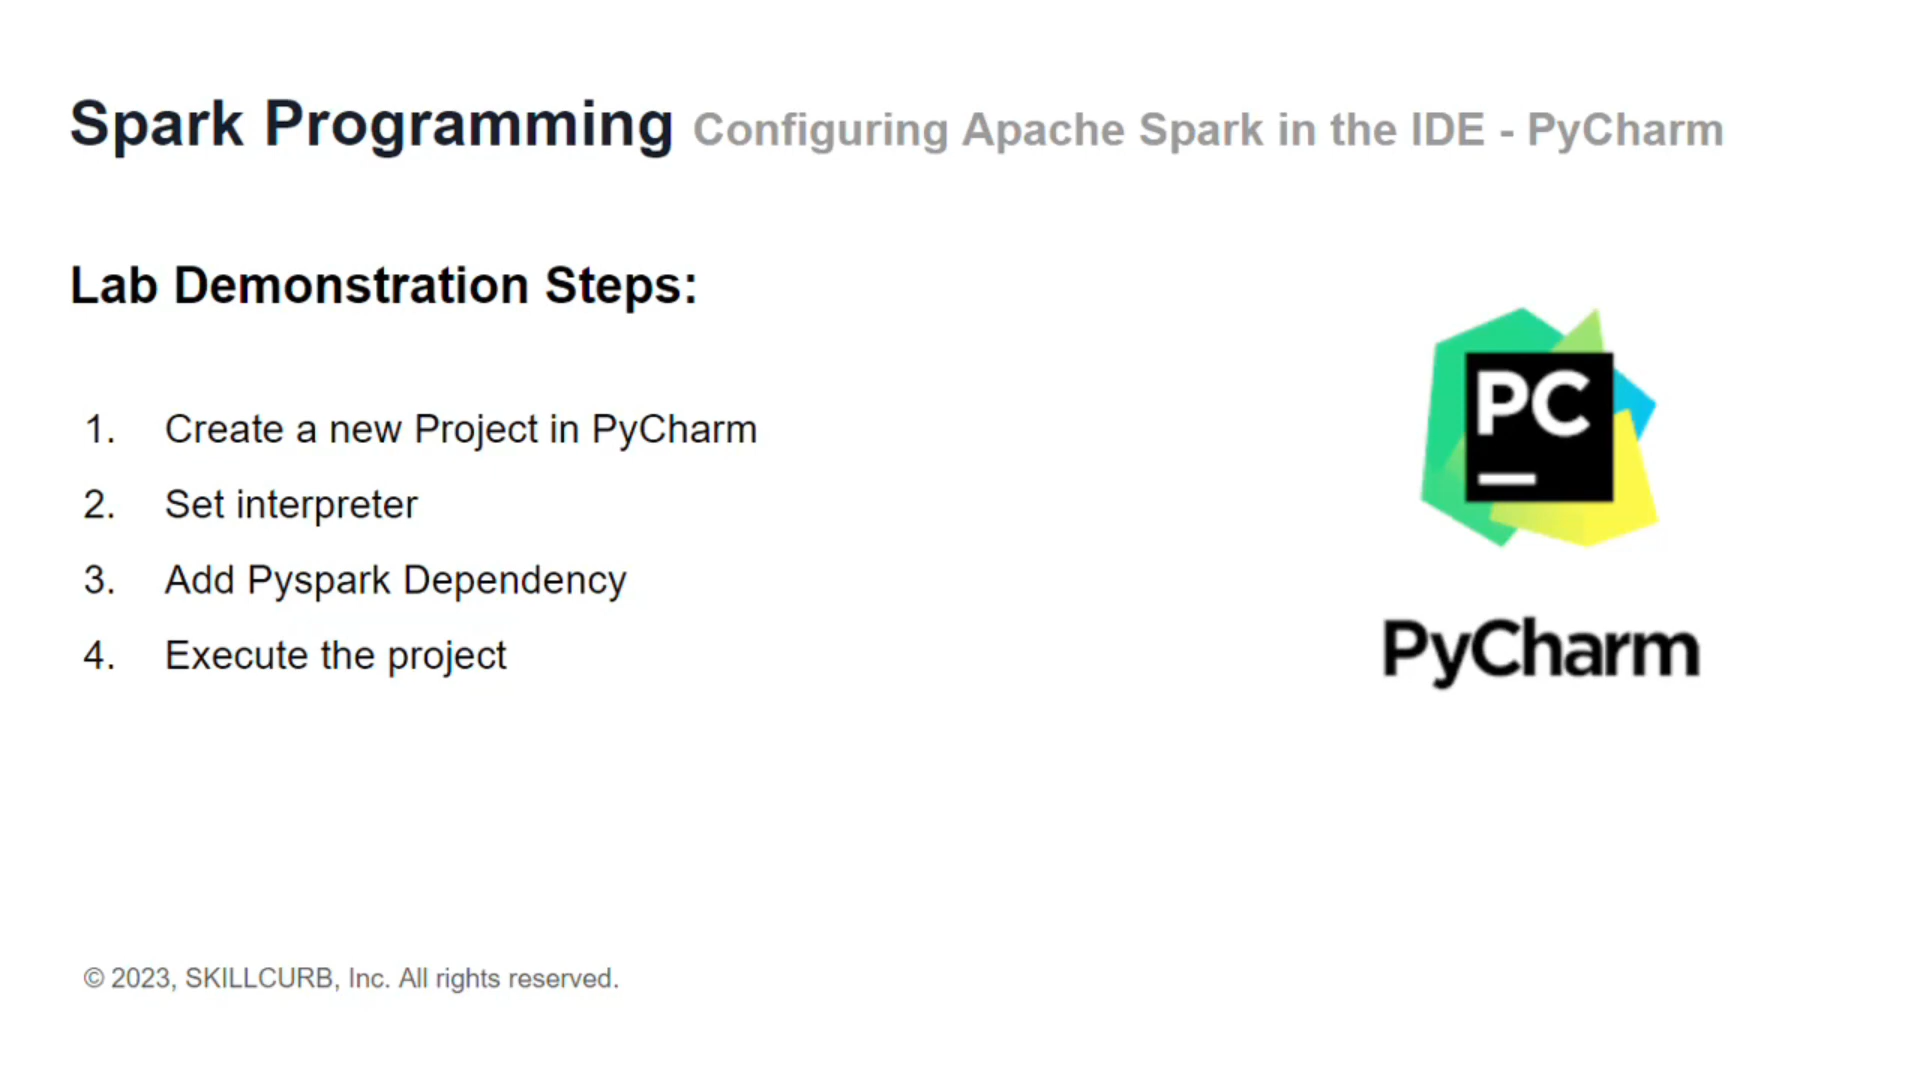 Spark Programming Configuring Apache Spark in the IDE - PyCharm
Lab Demonstration Steps:
1. Create a new Project in PyCharm
2. Set interpreter
3. Add Pyspark Dependency
4. Execute the project
PC
PyCharm
© 2023, SKILLCURB, Inc. All rights reserved.